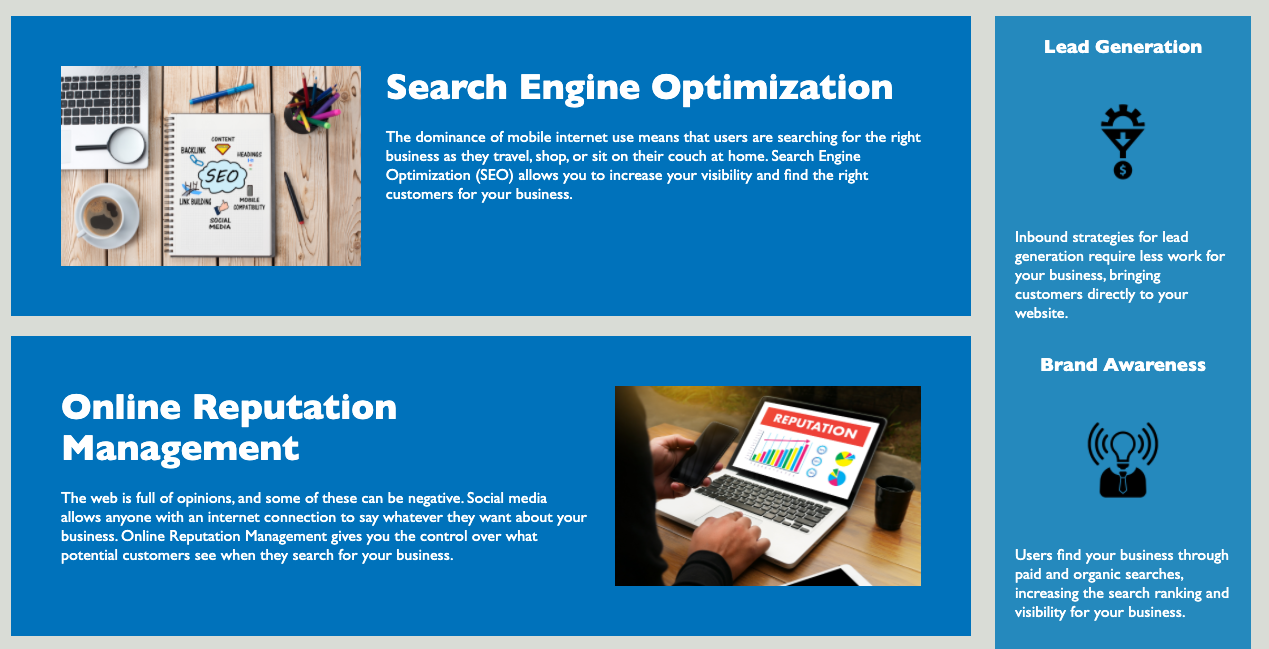 Search Engine Optimization
The dominance of mobile internet use means that users are searching for the right
business as they travel, shop, or sit on their couch at home. Search Engine
Optimization (SEO) allows you to increase your visibility and find the right
customers for your business.
CONTENT
BACKLINK
HEADINGS
SEO
LINK BUILDING
MOBILE
COMPATIBILITY
SOCIAL
MEDIA
Online Reputation
Management
The web is full of opinions, and some of these can be negative. Social media
allows anyone with an internet connection to say whatever they want about your
business. Online Reputation Management gives you the control over what
potential customers see when they search for your business.
REPUTATION
Lead Generation
$
Inbound strategies for lead
generation require less work for
your business, bringing
customers directly to your
website.
Brand Awareness
Users find your business through
paid and organic searches,
increasing the search ranking and
visibility for your business.